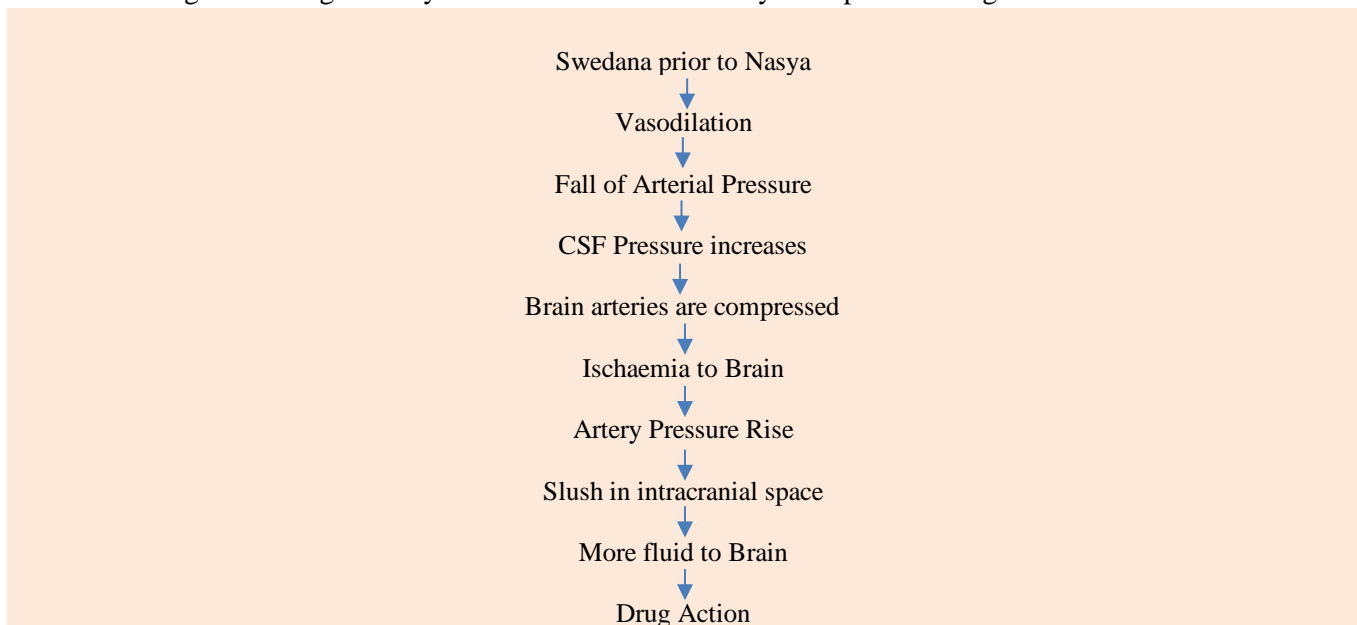 Swedana prior to Nasya
Vasodilation
Fall of Arterial Pressure
CSF Pressure increases
Brain arteries are compressed
Ischaemia to Brain
Artery Pressure Rise
Slush in intracranial space
More fluid to Brain
Drug Action